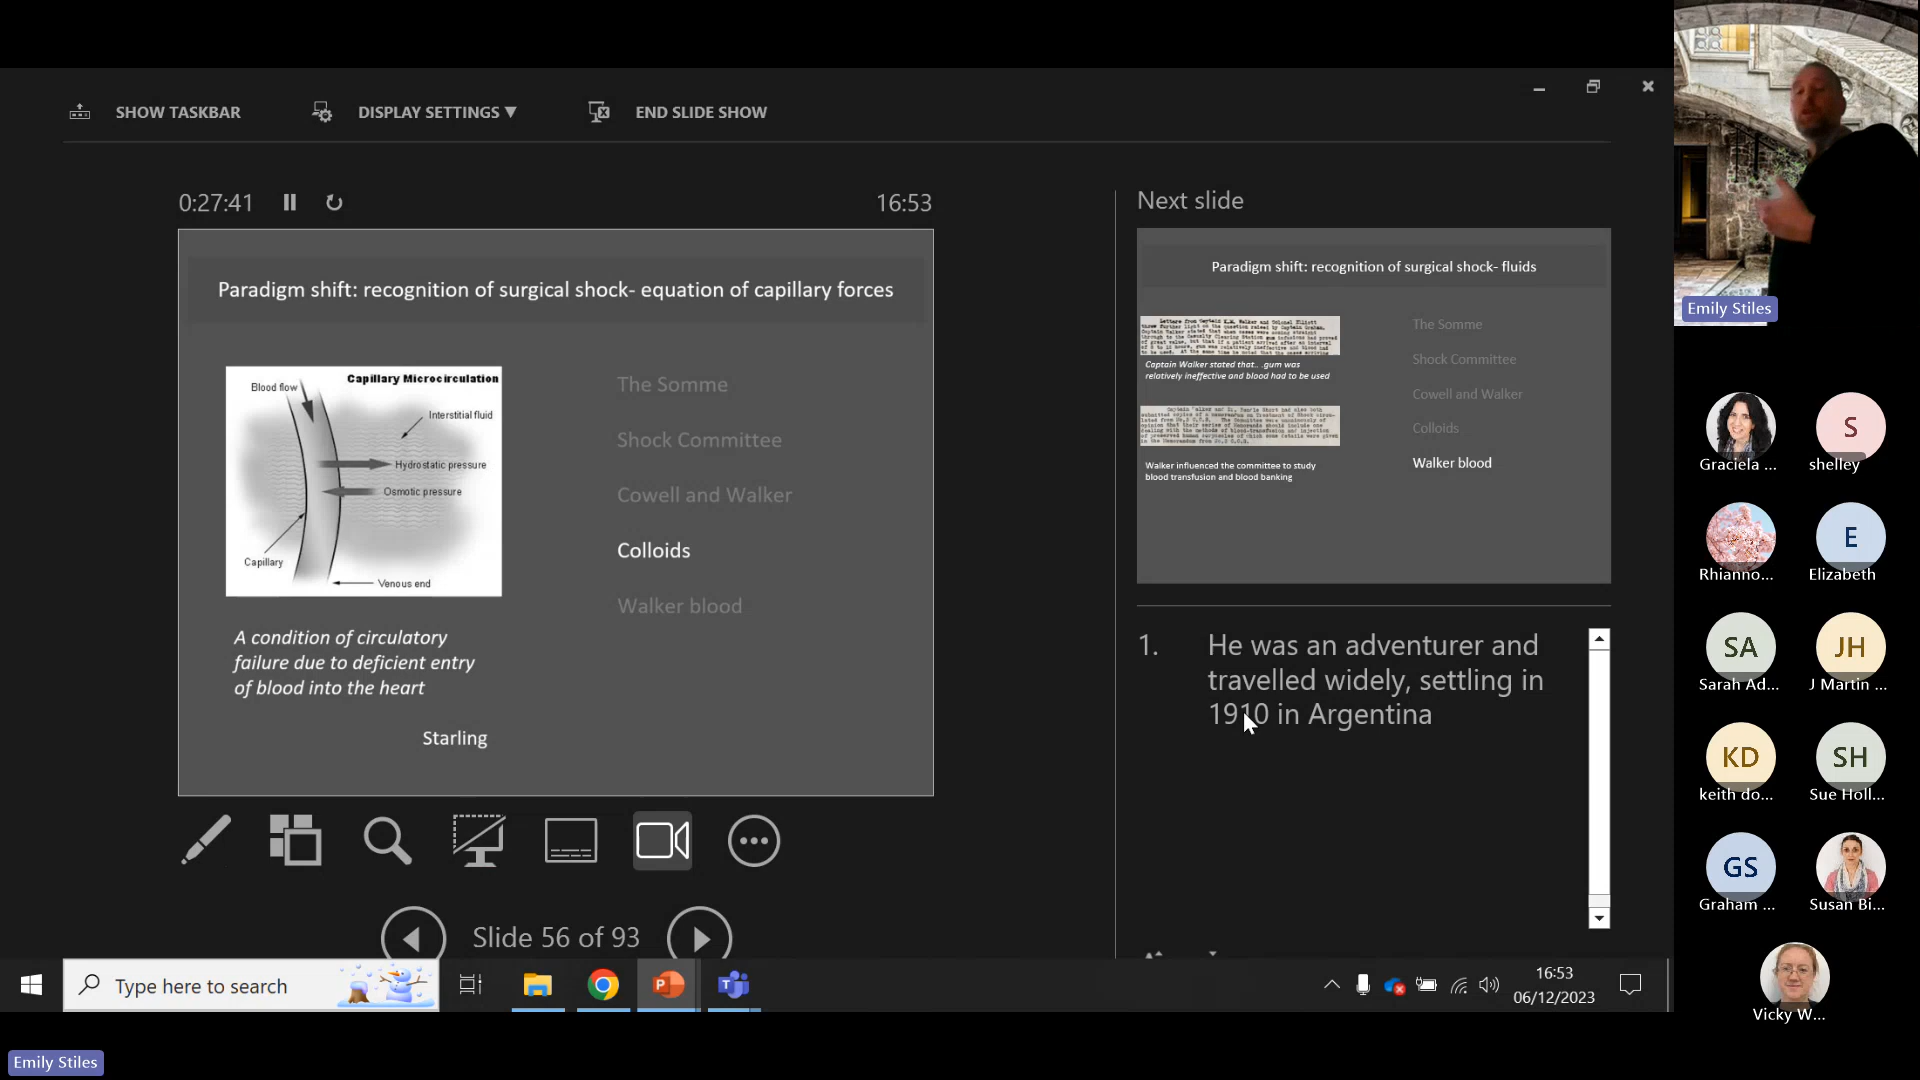 SHOW TASKBAR
DISPLAY SETTINGS ▼
END SLIDE SHOW
0:27:41
16:53
Paradigm shift: recognition of surgical shock- equation of capillary forces
Capillary Microcirculation
Blood flow
Interstitial fluid
Hydrostatic pressure
Osmotic pressure
Capillary
Venous end
A condition of circulatory
failure due to deficient entry
of blood into the heart
Starling
The Somme
Shock Committee
Cowell and Walker
Colloids
Walker blood
Slide 56 of 93
Next slide
Paradigm shift: recognition of surgical shock- fluids
Captain Walker stated that.. .gum was
relatively ineffective and blood had to be used
Walker influenced the committee to study
blood transfusion and blood banking
The Somme
Shock Committee
Cowell and Walker
Colloids
Walker blood
1. He was an adventurer and
travelled widely, settling in
1910 in Argentina
Type here to search
16:53
06/12/2023
Emily Stiles
Emily Stiles
Graciela ...
S
shelley
Rhianno...
E
Elizabeth
SA
Sarah Ad...
JH
J Martin ...
KD
keith do...
SH
Sue Holl...
GS
Graham ...
Susan Bi...
Vicky W...